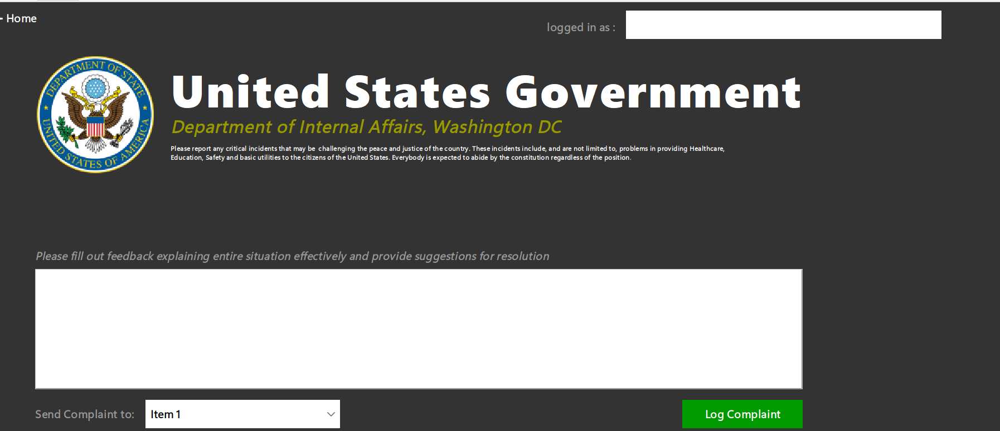 Home
logged in as :
DEPARTMENT OF STATE
UNITED STATES OF AMERICA
United States Government
Department of Internal Affairs, Washington DC
Please report any critical incidents that may be challenging the peace and justice of the country. These incidents include, and are not limited to, problems in providing Healthcare,
Education, Safety and basic utilities to the citizens of the United States. Everybody is expected to abide by the constitution regardless of the position.
Please fill out feedback explaining entire situation effectively and provide suggestions for resolution
Send Complaint to:
Item 1
Log Complaint